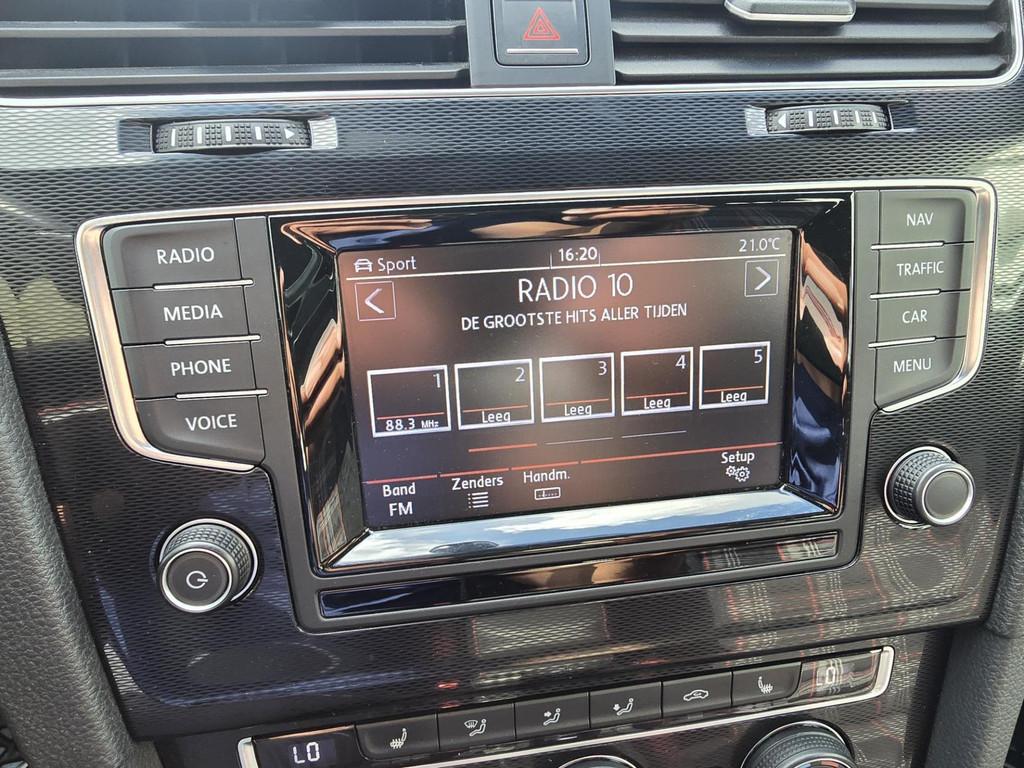 RADIO
MEDIA
PHONE
VOICE
Sport 16:20 21.0°C
RADIO 10
DE GROOTSTE HITS ALLER TIJDEN
1 2 3 4 5
88.3 MHz Leeg Leeg Leeg Leeg
Band Zenders Handm. Setup
FM
NAV
TRAFFIC
CAR
MENU
LO